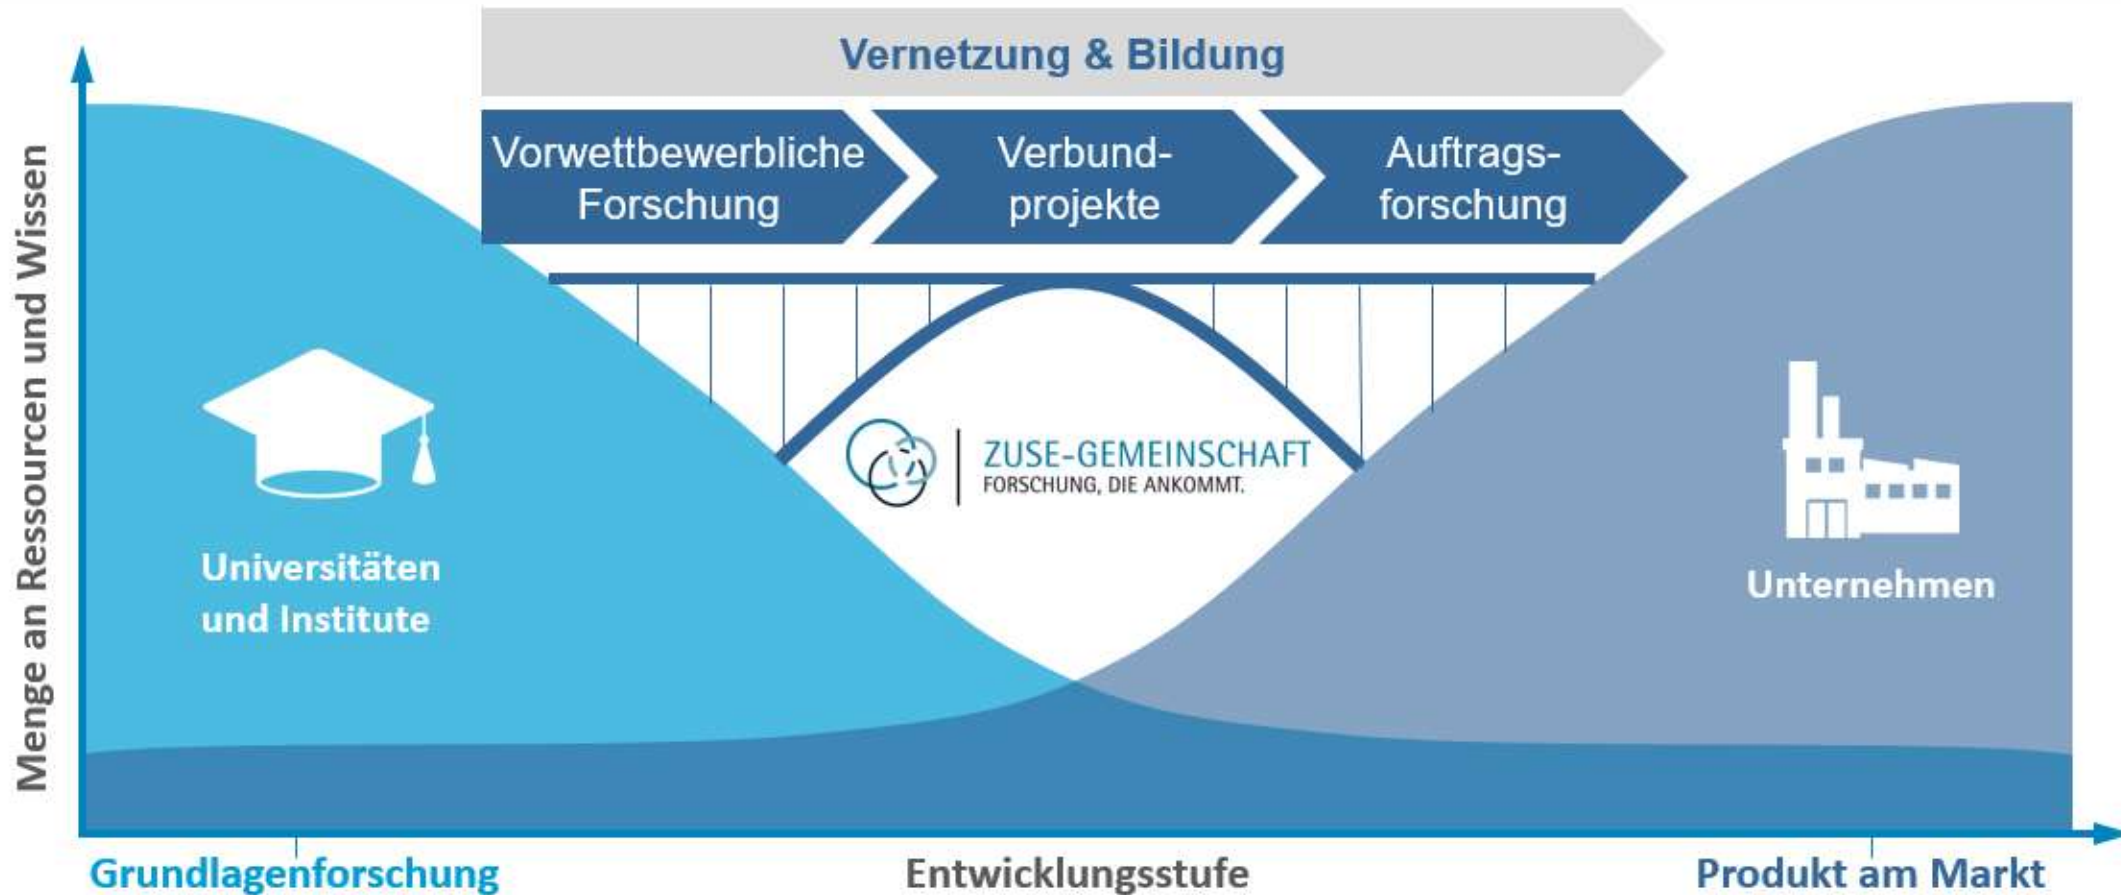 Vernetzung & Bildung
Vorwettbewerbliche
Forschung
Verbund-
projekte
Auftrags-
forschung
Menge an Ressourcen und Wissen
ZUSE-GEMEINSCHAFT
FORSCHUNG, DIE ANKOMMT.
Universitäten
und Institute
Unternehmen
Grundlagenforschung
Entwicklungsstufe
Produkt am Markt